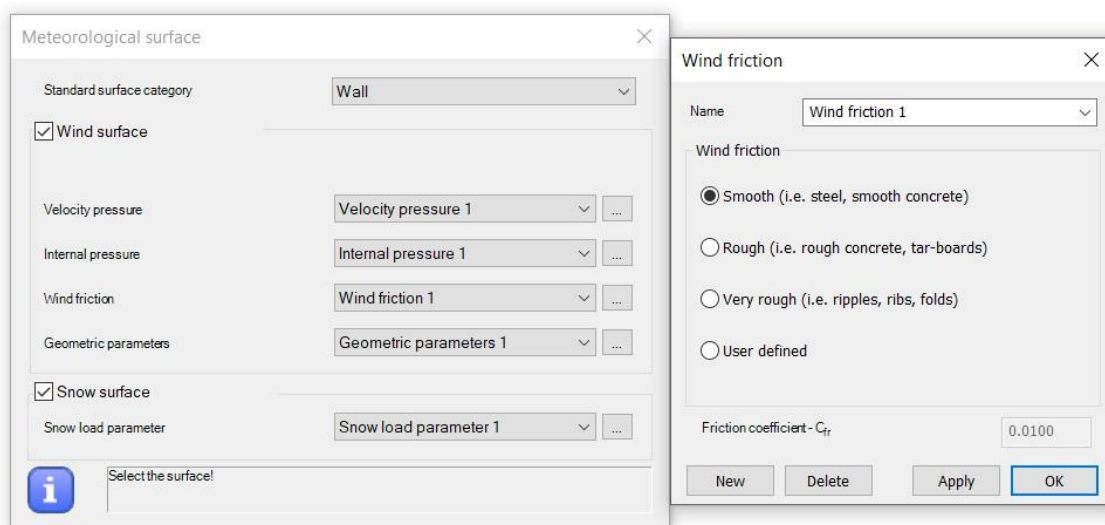 Meteorological surface
Standard surface category Wall
Wind surface
Velocity pressure Velocity pressure 1 ...
Internal pressure Internal pressure 1 ...
Wind friction Wind friction 1 ...
Geometric parameters Geometric parameters 1 ...
Snow surface
Snow load parameter Snow load parameter 1 ...
Select the surface!
Wind friction
Name Wind friction 1
Wind friction
Smooth (i.e. steel, smooth concrete)
Rough (i.e. rough concrete, tar-boards)
Very rough (i.e. ripples, ribs, folds)
User defined
Friction coefficient - Cfr 0.0100
New Delete Apply OK